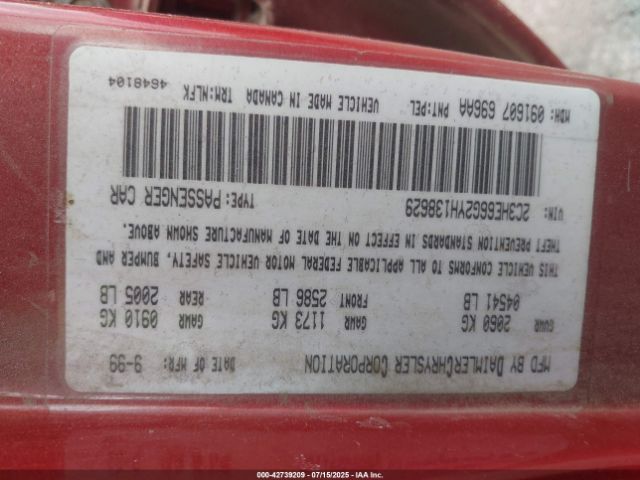 MFD BY DAIMLERCHRYSLER CORPORATION DATE OF MFR: 9-99
GVWR GAWR GAWR
2060 KG 1173 KG 0910 KG
04541 LB FRONT 2586 LB REAR 2005 LB
THIS VEHICLE CONFORMS TO ALL APPLICABLE FEDERAL MOTOR VEHICLE SAFETY, BUMPER AND
THEFT PREVENTION STANDARDS IN EFFECT ON THE DATE OF MANUFACTURE SHOWN ABOVE.
VIN: 2C3HE66G2YH138629 TYPE: PASSENGER CAR
MDH: 091607 696AA PNT: PEL VEHICLE MADE IN CANADA TRM: MLFK
4648104
000-42739209 - 07/15/2025 - IAA Inc.